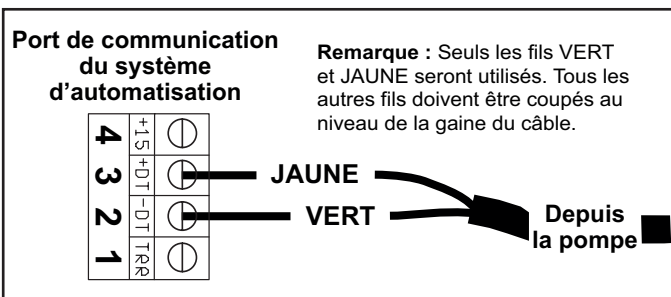 Port de communication
du système
d'automatisation
Remarque : Seuls les fils VERT
et JAUNE seront utilisés. Tous les
autres fils doivent être coupés au
niveau de la gaine du câble.
4 +15
3 +DT
JAUNE
2 -DT
VERT
1 TRR
Depuis
la pompe